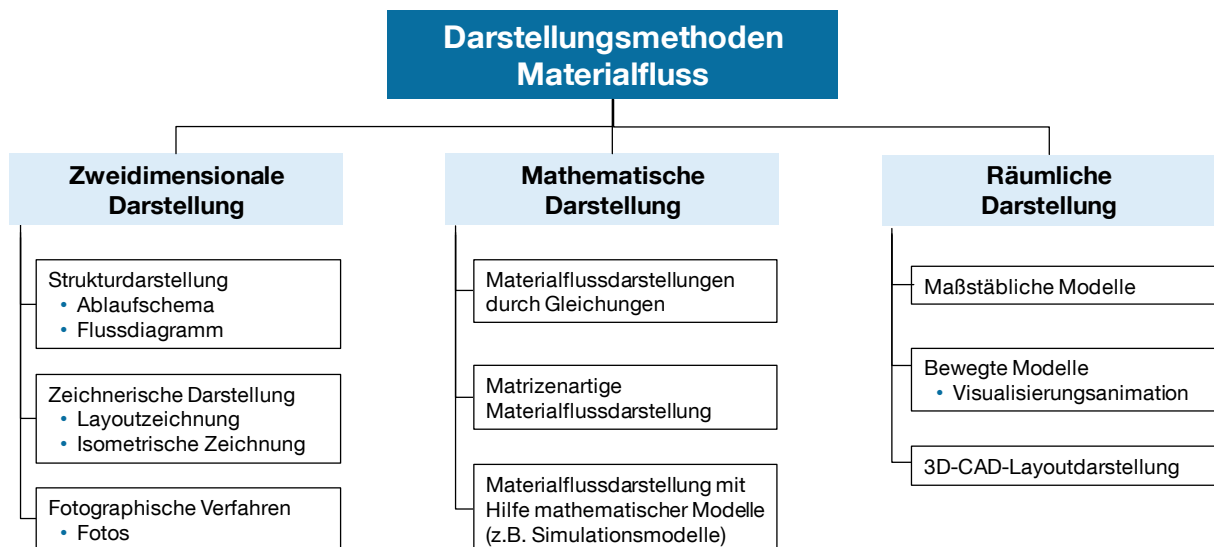 Darstellungsmethoden
Materialfluss
Zweidimensionale
Darstellung
Strukturdarstellung
• Ablaufschema
• Flussdiagramm
Zeichnerische Darstellung
• Layoutzeichnung
• Isometrische Zeichnung
Fotographische Verfahren
• Fotos
Mathematische
Darstellung
Materialflussdarstellungen
durch Gleichungen
Matrizenartige
Materialflussdarstellung
Materialflussdarstellung mit
Hilfe mathematischer Modelle
(z.B. Simulationsmodelle)
Räumliche
Darstellung
Maßstäbliche Modelle
Bewegte Modelle
• Visualisierungsanimation
3D-CAD-Layoutdarstellung